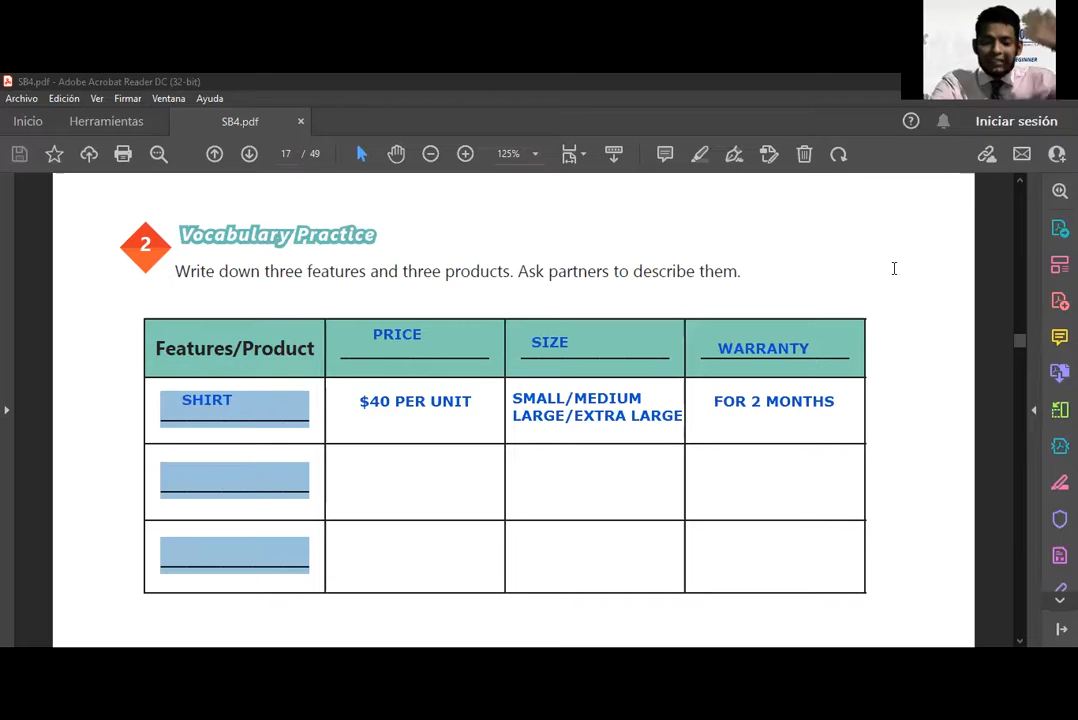 EGINNER
SB4.pdf - Adobe Acrobat Reader DC (32-bit)
Archivo Edición Ver Firmar Ventana Ayuda
Inicio Herramientas SB4.pdf × Iniciar sesión
17 / 49 125%
2 Vocabulary Practice
Write down three features and three products. Ask partners to describe them.
Features/Product PRICE SIZE WARRANTY
SHIRT $40 PER UNIT SMALL/MEDIUM FOR 2 MONTHS
LARGE/EXTRA LARGE